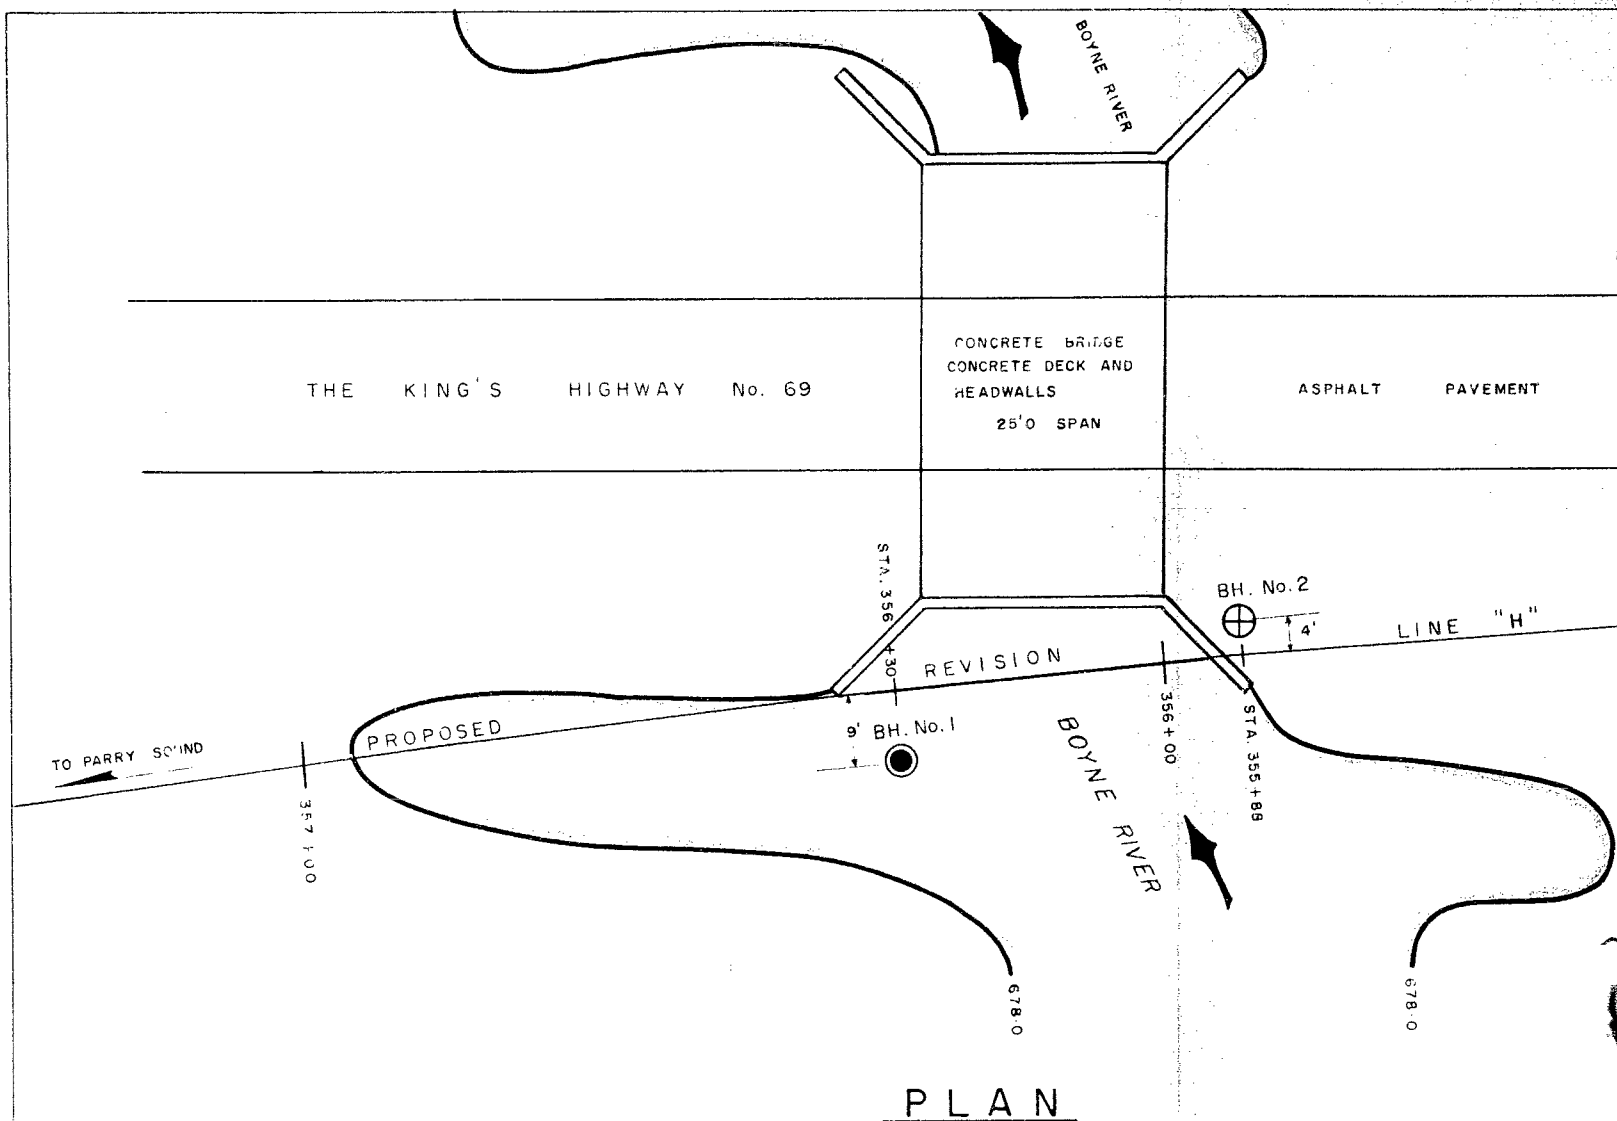 BOYNE RIVER
CONCRETE BRIDGE
CONCRETE DECK AND
HEADWALLS
25'0 SPAN
THE KING'S HIGHWAY No. 69
ASPHALT PAVEMENT
STA. 356+30
BH. No. 2
4'
LINE "H"
PROPOSED REVISION
9'
BH. No. 1
TO PARRY SOUND
357+00
356+00
STA. 355+88
BOYNE RIVER
678.0
678.0
PLAN